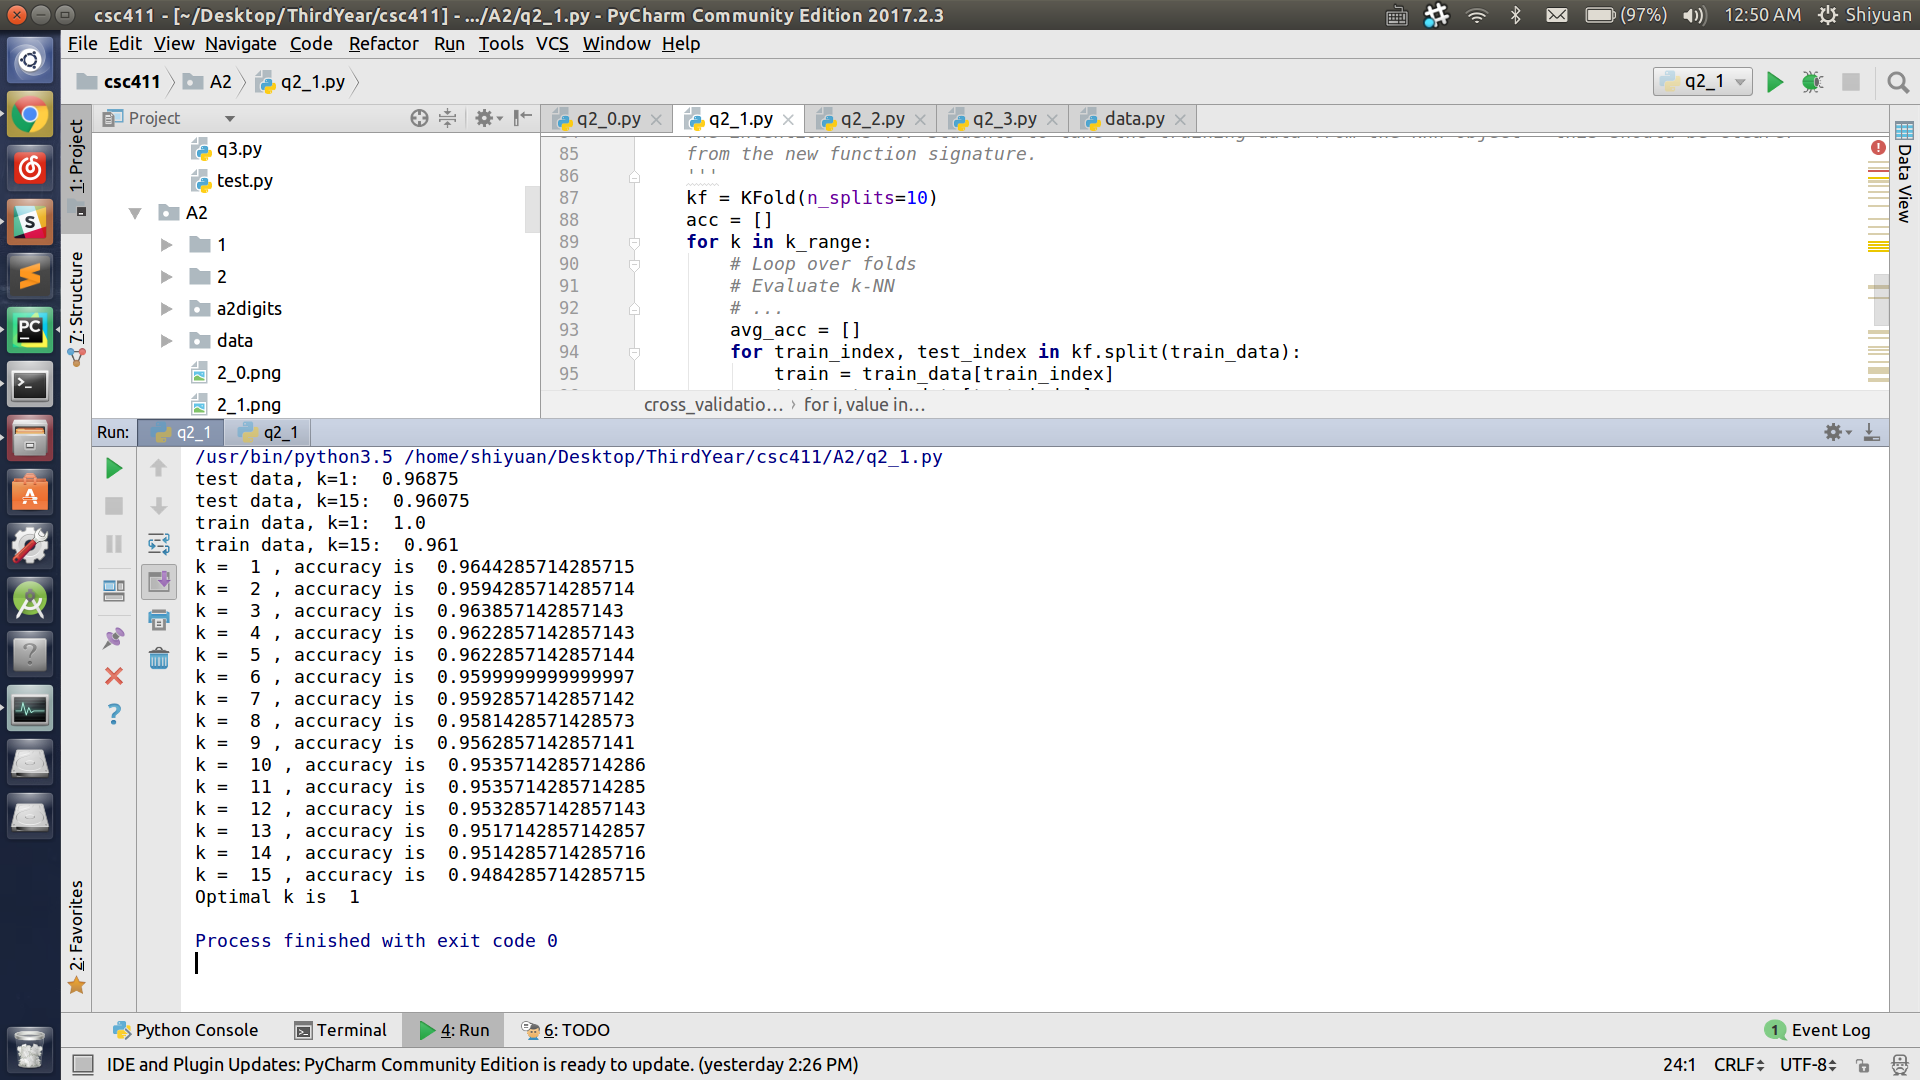 csc411 - [~/Desktop/ThirdYear/csc411] - .../A2/q2_1.py - PyCharm Community Edition 2017.2.3
(97%) 12:50 AM Shiyuan
File Edit View Navigate Code Refactor Run Tools VCS Window Help
csc411 A2 q2_1.py
q2_1
1: Project
7: Structure
2: Favorites
Data View
Project
q3.py
test.py
A2
1
2
a2digits
data
2_0.png
2_1.png
q2_0.py q2_1.py q2_2.py q2_3.py data.py
85 from the new function signature.
86 '''
87 kf = KFold(n_splits=10)
88 acc = []
89 for k in k_range:
90 # Loop over folds
91 # Evaluate k-NN
92 # ...
93 avg_acc = []
94 for train_index, test_index in kf.split(train_data):
95 train = train_data[train_index]
cross_validatio... › for i, value in...
Run: q2_1 q2_1
/usr/bin/python3.5 /home/shiyuan/Desktop/ThirdYear/csc411/A2/q2_1.py
test data, k=1:  0.96875
test data, k=15:  0.96075
train data, k=1:  1.0
train data, k=15:  0.961
k =  1 , accuracy is  0.9644285714285715
k =  2 , accuracy is  0.9594285714285714
k =  3 , accuracy is  0.963857142857143
k =  4 , accuracy is  0.9622857142857143
k =  5 , accuracy is  0.9622857142857144
k =  6 , accuracy is  0.9599999999999997
k =  7 , accuracy is  0.9592857142857142
k =  8 , accuracy is  0.9581428571428573
k =  9 , accuracy is  0.9562857142857141
k =  10 , accuracy is  0.9535714285714286
k =  11 , accuracy is  0.9535714285714285
k =  12 , accuracy is  0.9532857142857143
k =  13 , accuracy is  0.9517142857142857
k =  14 , accuracy is  0.9514285714285716
k =  15 , accuracy is  0.9484285714285715
Optimal k is  1
Process finished with exit code 0
Python Console Terminal 4: Run 6: TODO 1 Event Log
IDE and Plugin Updates: PyCharm Community Edition is ready to update. (yesterday 2:26 PM) 24:1 CRLF UTF-8